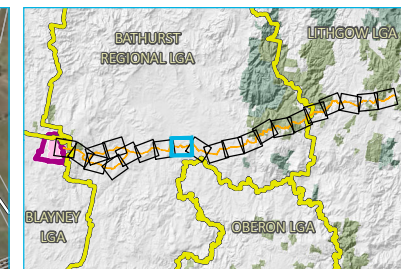 BATHURST
REGIONAL LGA
LITHGOW LGA
BLAYNEY
LGA
OBERON LGA